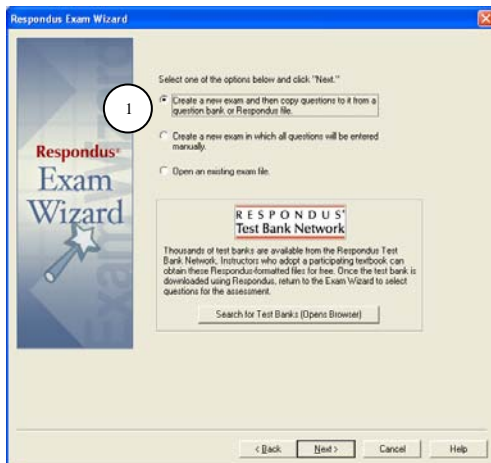 Respondus Exam Wizard
Select one of the options below and click "Next."
1
Create a new exam and then copy questions to it from a
question bank or Respondus file.
Create a new exam in which all questions will be entered
manually.
Open an existing exam file.
Respondus®
Exam
Wizard
RESPONDUS®
Test Bank Network
Thousands of test banks are available from the Respondus Test
Bank Network. Instructors who adopt a participating textbook can
obtain these Respondus-formatted files for free. Once the test bank is
downloaded using Respondus, return to the Exam Wizard to select
questions for the assessment.
Search for Test Banks (Opens Browser)
< Back
Next >
Cancel
Help